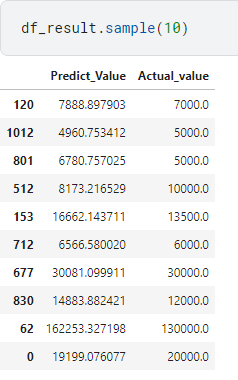 df_result.sample(10)
Predict_Value Actual_value
120 7888.897903 7000.0
1012 4960.753412 5000.0
801 6780.757025 5000.0
512 8173.216529 10000.0
153 16662.143711 13500.0
712 6566.580020 6000.0
677 30081.099911 30000.0
830 14883.882421 12000.0
62 162253.327198 130000.0
0 19199.076077 20000.0